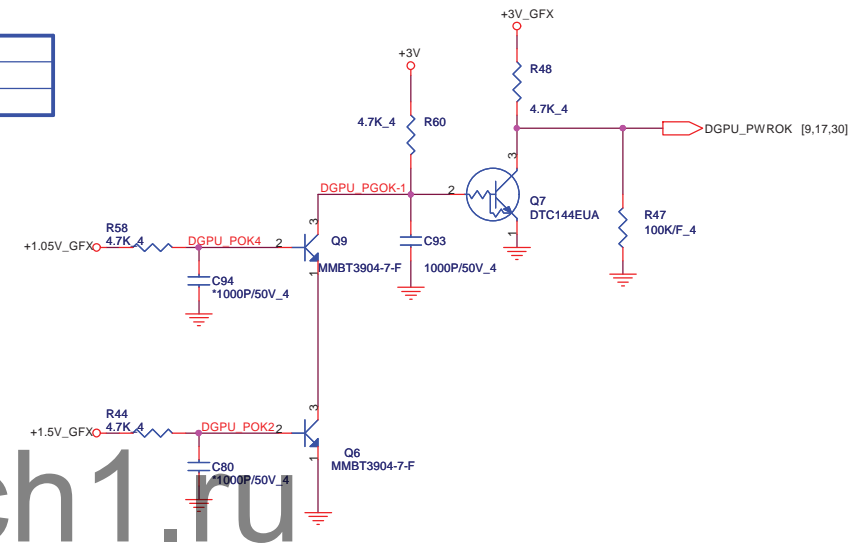 +3V_GFX
+3V
R48
4.7K_4
4.7K_4 R60
DGPU_PWROK [9,17,30]
3
DGPU_PGOK-1
2
Q7
DTC144EUA
R47
100K/F_4
1
R58
4.7K_4
+1.05V_GFX
DGPU_POK4
2
3
Q9
MMBT3904-7-F
1
C93
1000P/50V_4
C94
*1000P/50V_4
R44
4.7K_4
+1.5V_GFX
DGPU_POK2
2
3
Q6
MMBT3904-7-F
1
C80
*1000P/50V_4
ch1.ru